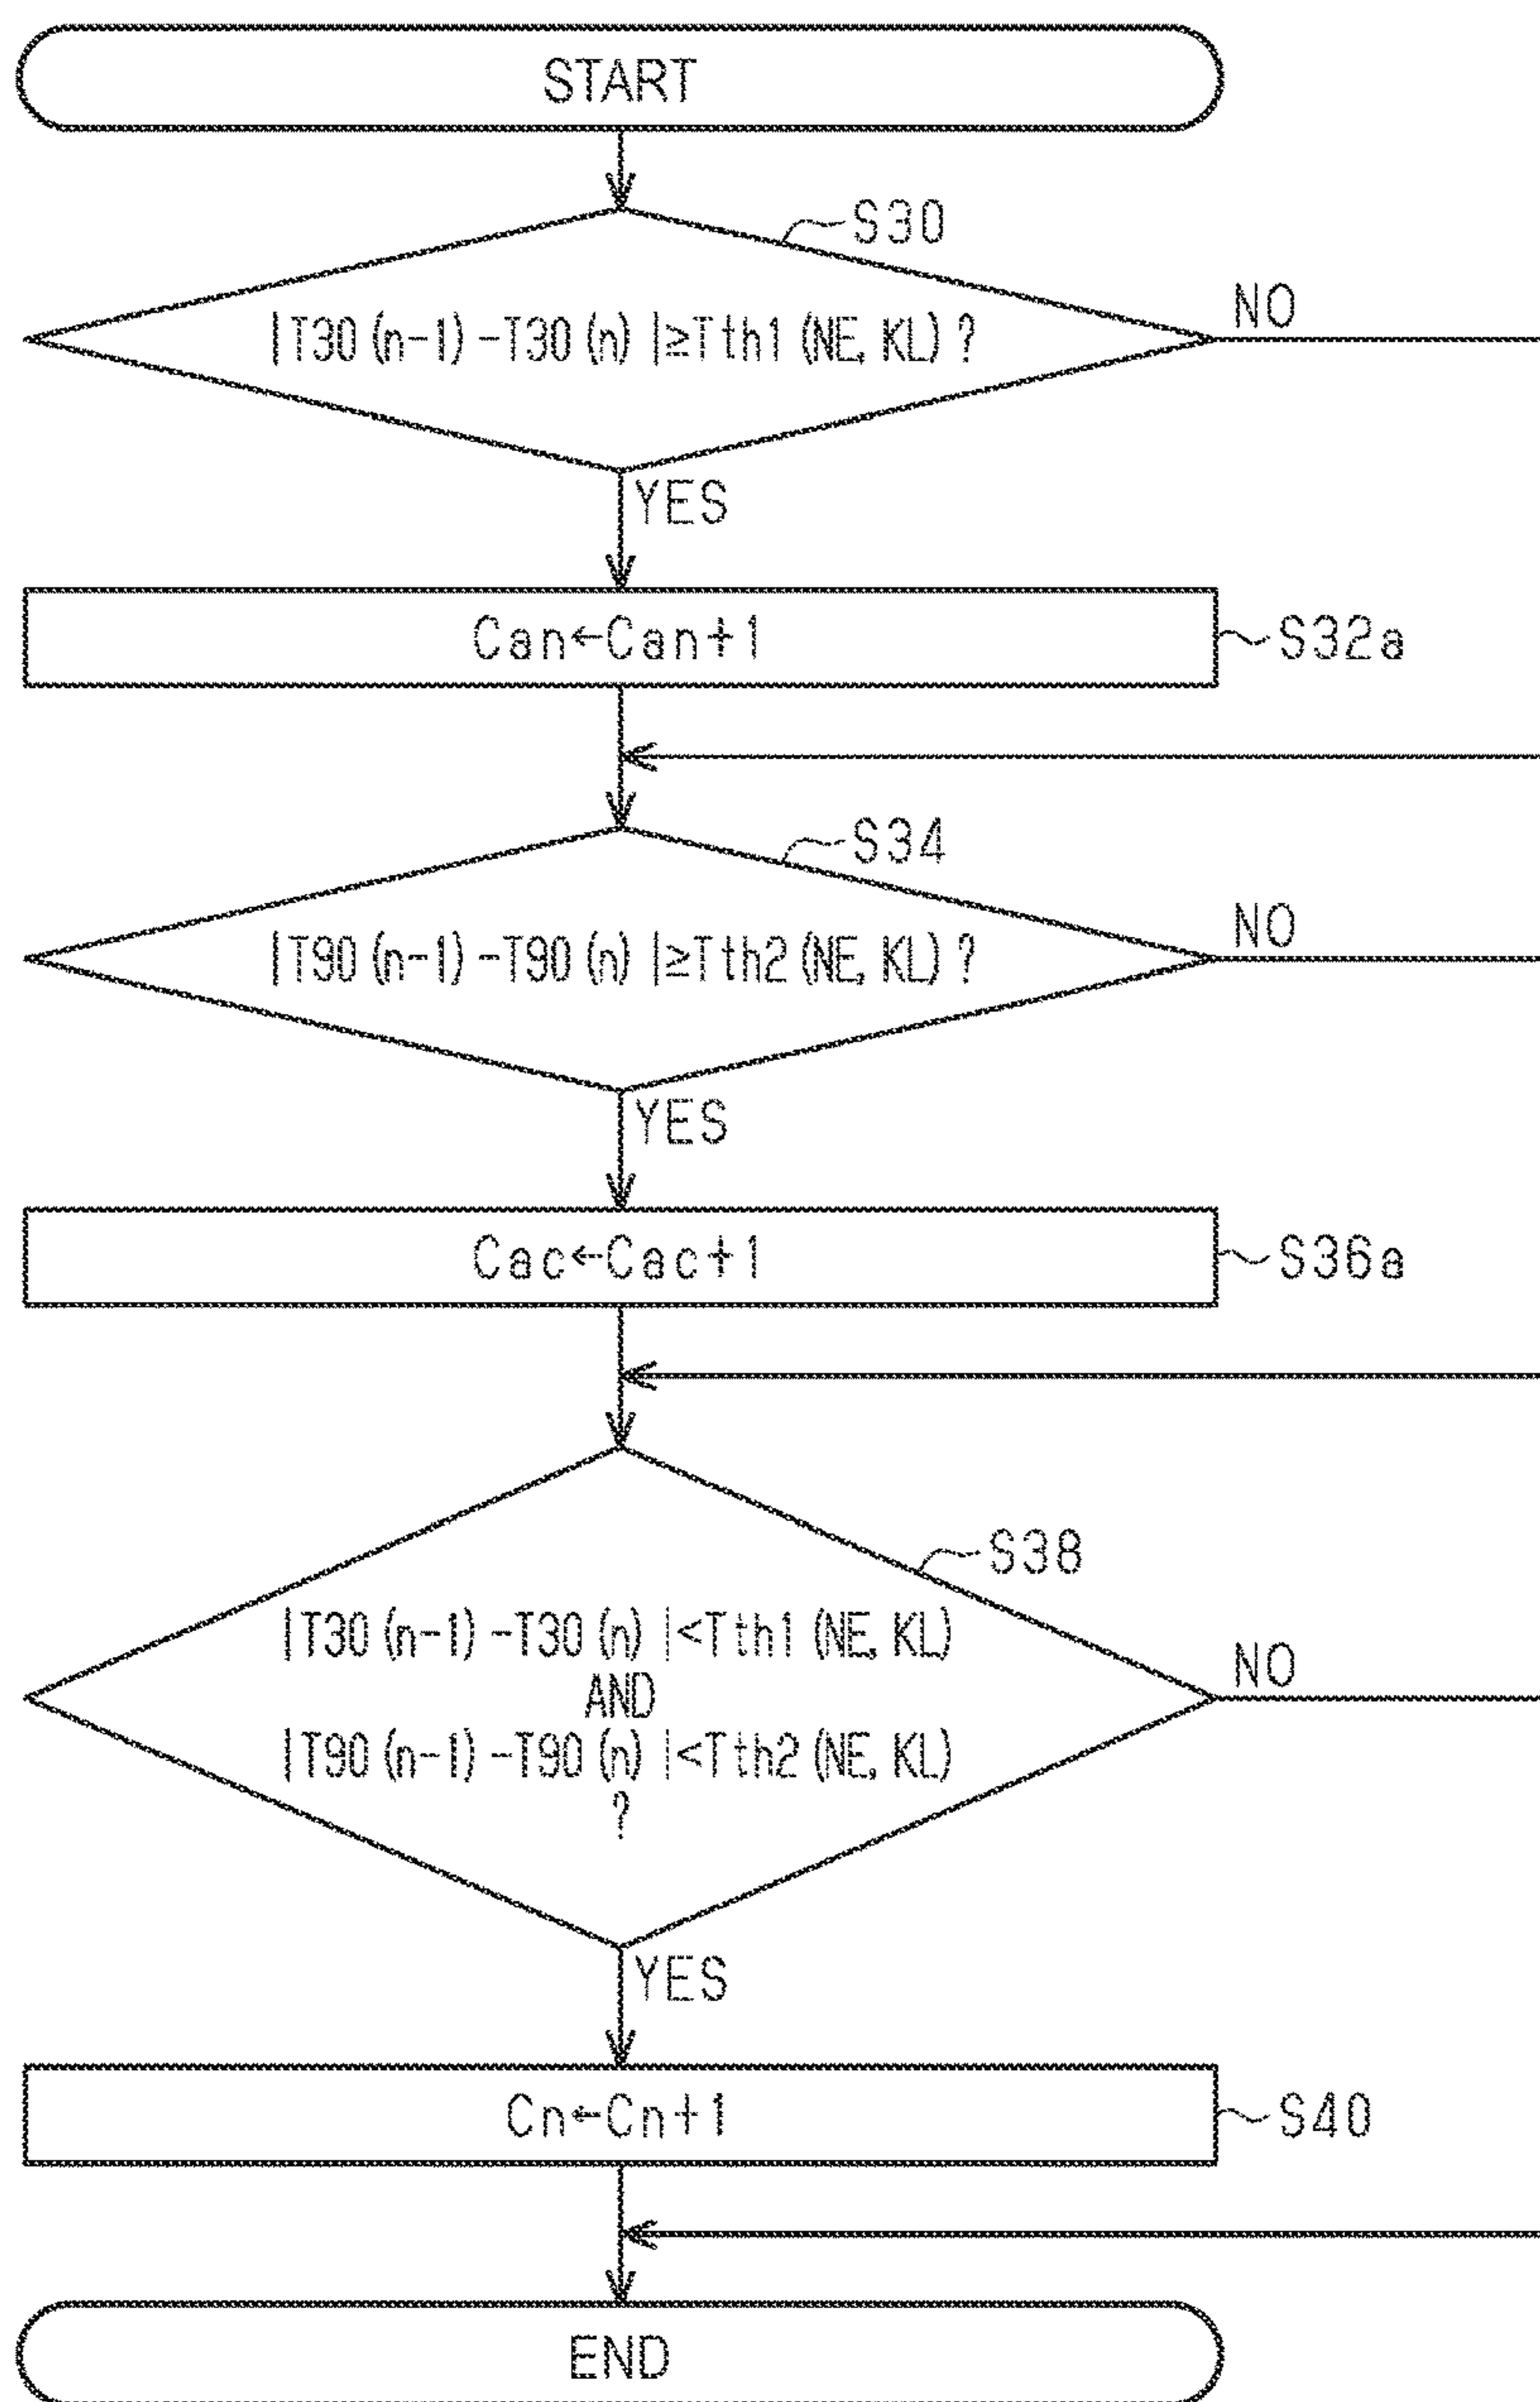 START
S30
|T30(n-1)-T30(n)|≥Tth1(NE, KL)?
NO
YES
Can←Can+1
S32a
S34
|T90(n-1)-T90(n)|≥Tth2(NE, KL)?
NO
YES
Cac←Cac+1
S36a
S38
|T30(n-1)-T30(n)|<Tth1(NE, KL)
AND
|T90(n-1)-T90(n)|<Tth2(NE, KL)
?
NO
YES
Cn←Cn+1
S40
END